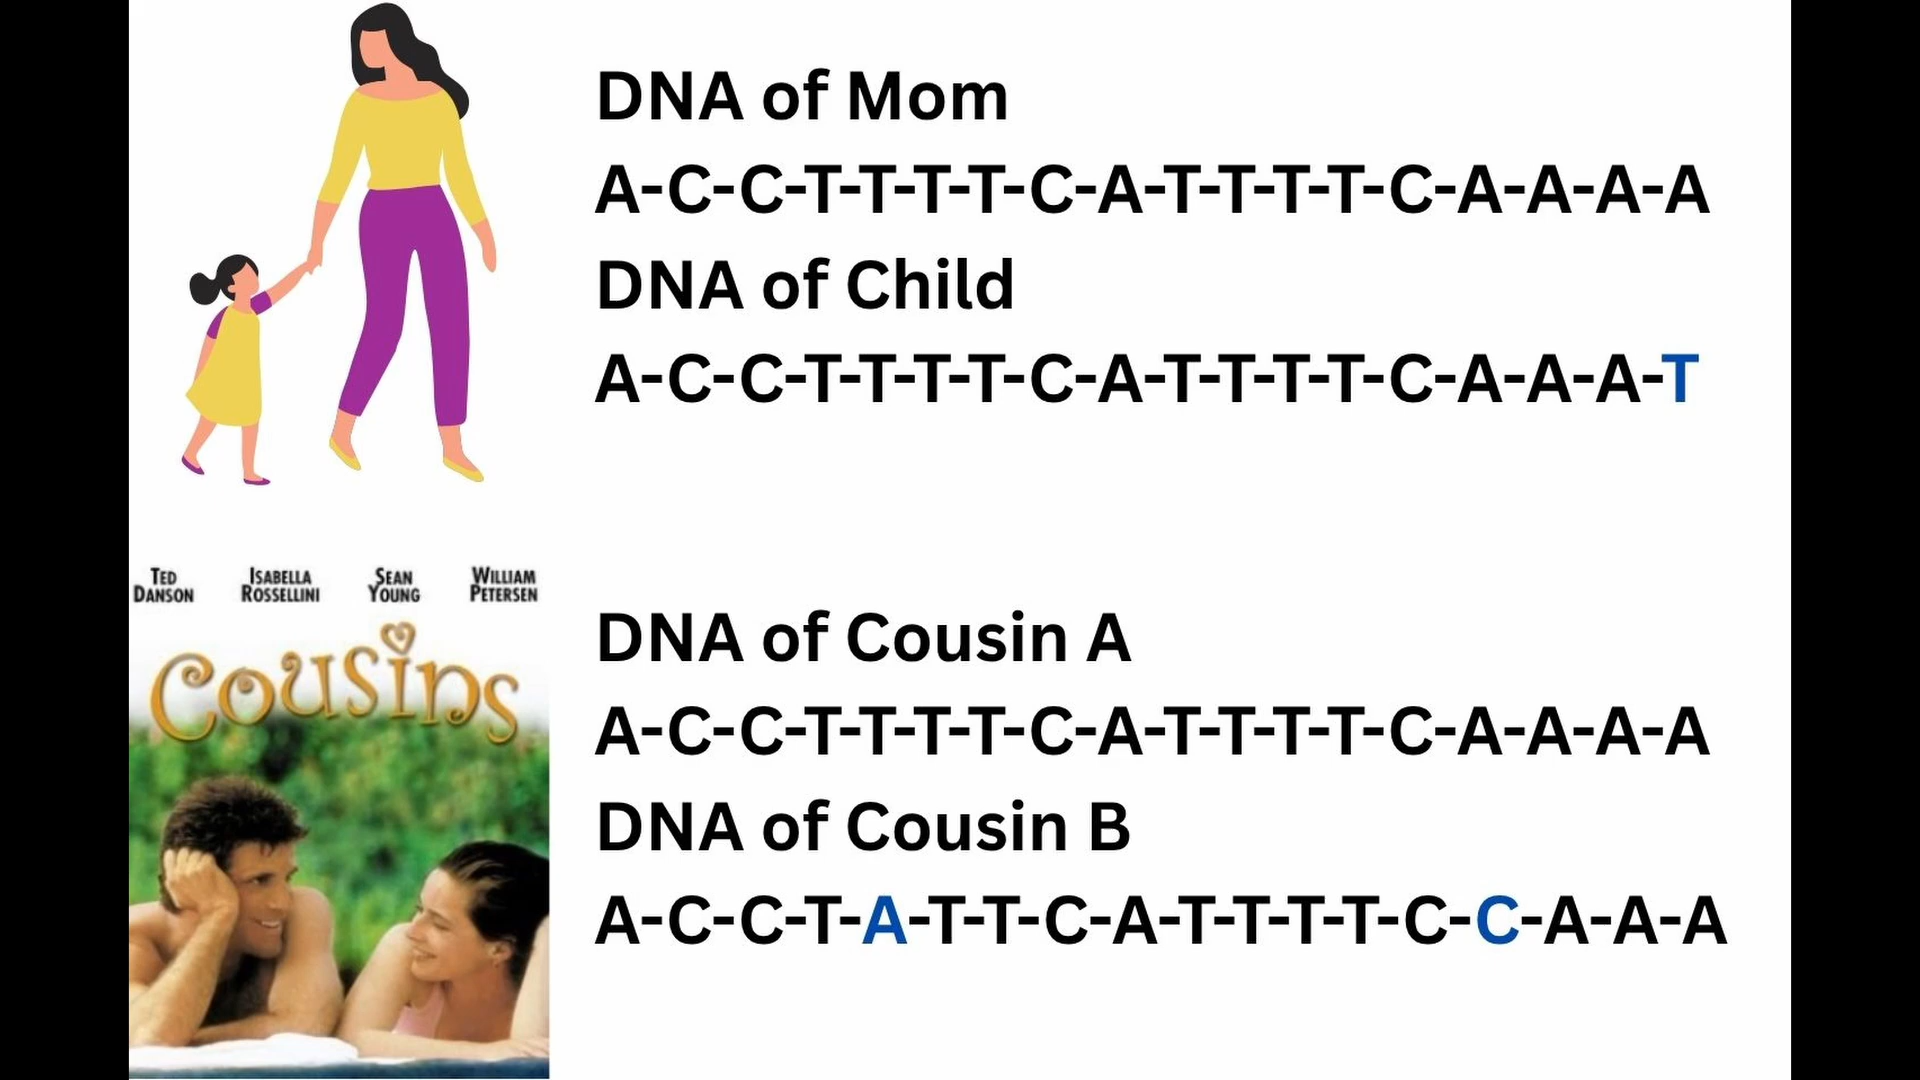 DNA of Mom
A-C-C-T-T-T-T-C-A-T-T-T-T-C-A-A-A-A
DNA of Child
A-C-C-T-T-T-T-C-A-T-T-T-T-C-A-A-A-T
TED DANSON ISABELLA ROSSELLINI SEAN YOUNG WILLIAM PETERSEN
Cousins
DNA of Cousin A
A-C-C-T-T-T-T-C-A-T-T-T-T-C-A-A-A-A
DNA of Cousin B
A-C-C-T-A-T-T-C-A-T-T-T-T-C-C-A-A-A